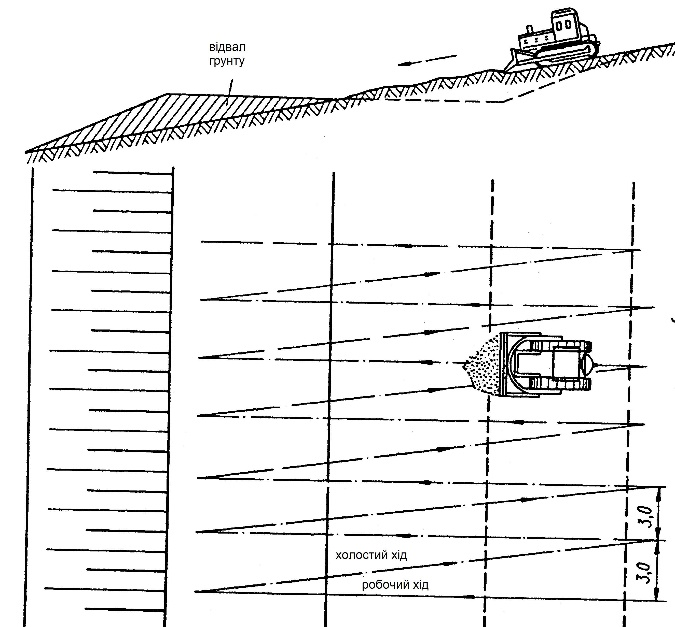 відвал
грунту
холостий хід
робочий хід
3,0
3,0